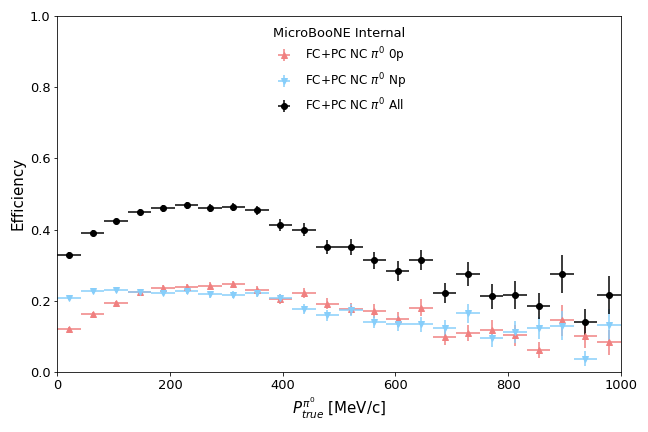 MicroBooNE Internal
FC+PC NC π⁰ 0p
FC+PC NC π⁰ Np
FC+PC NC π⁰ All
Efficiency
1.0
0.8
0.6
0.4
0.2
0.0
0 200 400 600 800 1000
P_{true}^{π⁰} [MeV/c]